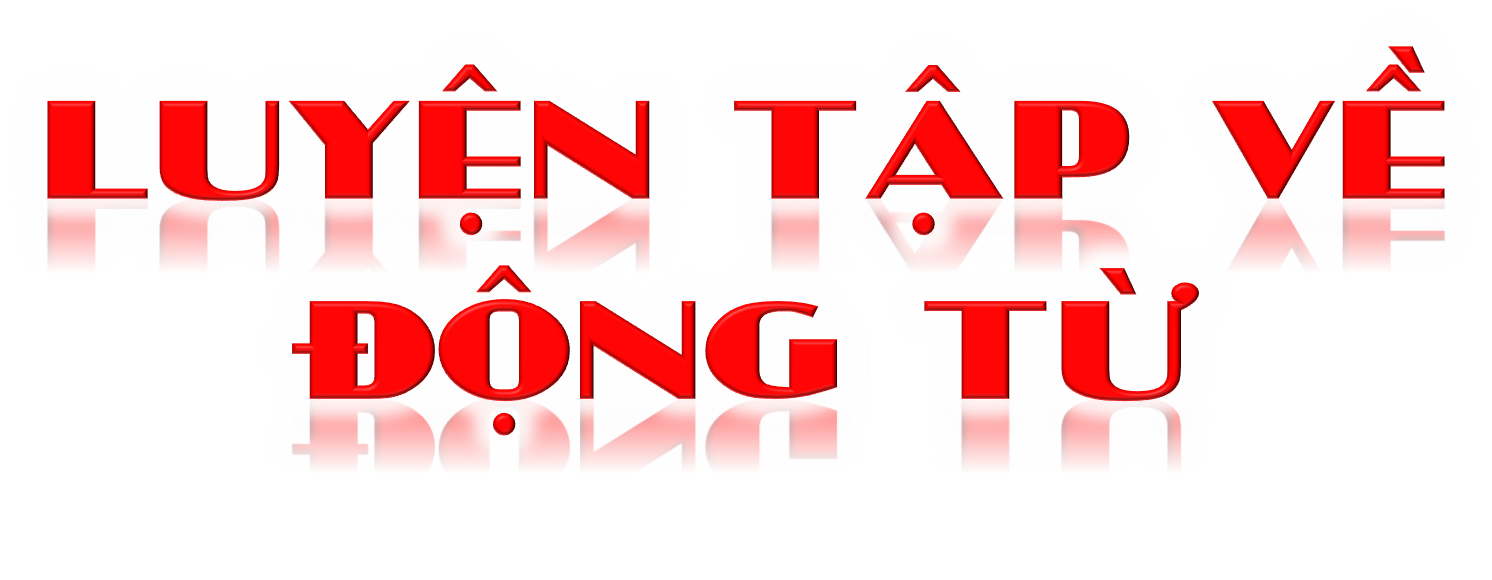 LUYỆN TẬP VỀ
ĐỘNG TỪ